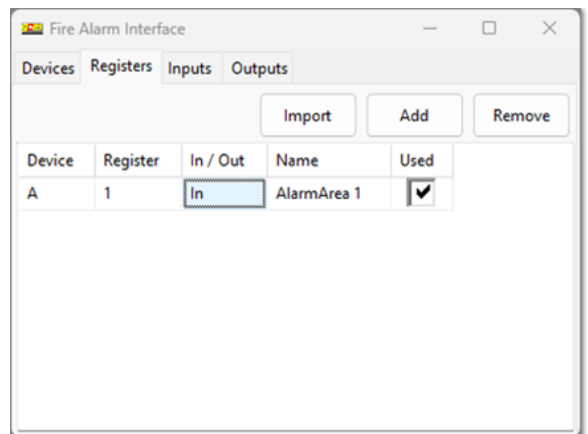 Fire Alarm Interface
Devices Registers Inputs Outputs
Import Add Remove
Device Register In / Out Name Used
A 1 In AlarmArea 1